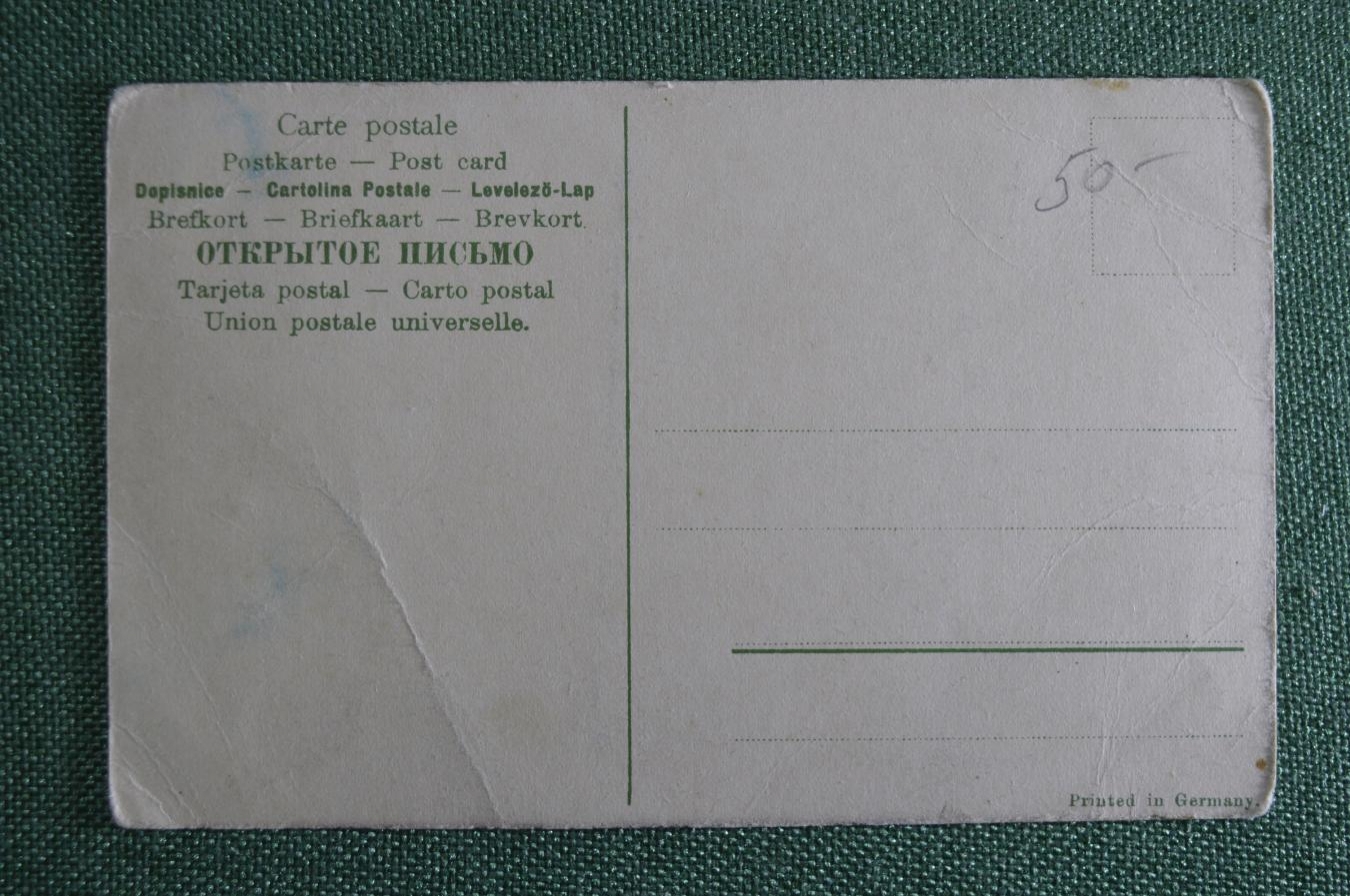 Carte postale
Postkarte — Post card
Dopisnice — Cartolina Postale — Levelező-Lap
Brefkort — Briefkaart — Brevkort
ОТКРЫТОЕ ПИСЬМО
Tarjeta postal — Carto postal
Union postale universelle.
50 -
Printed in Germany.